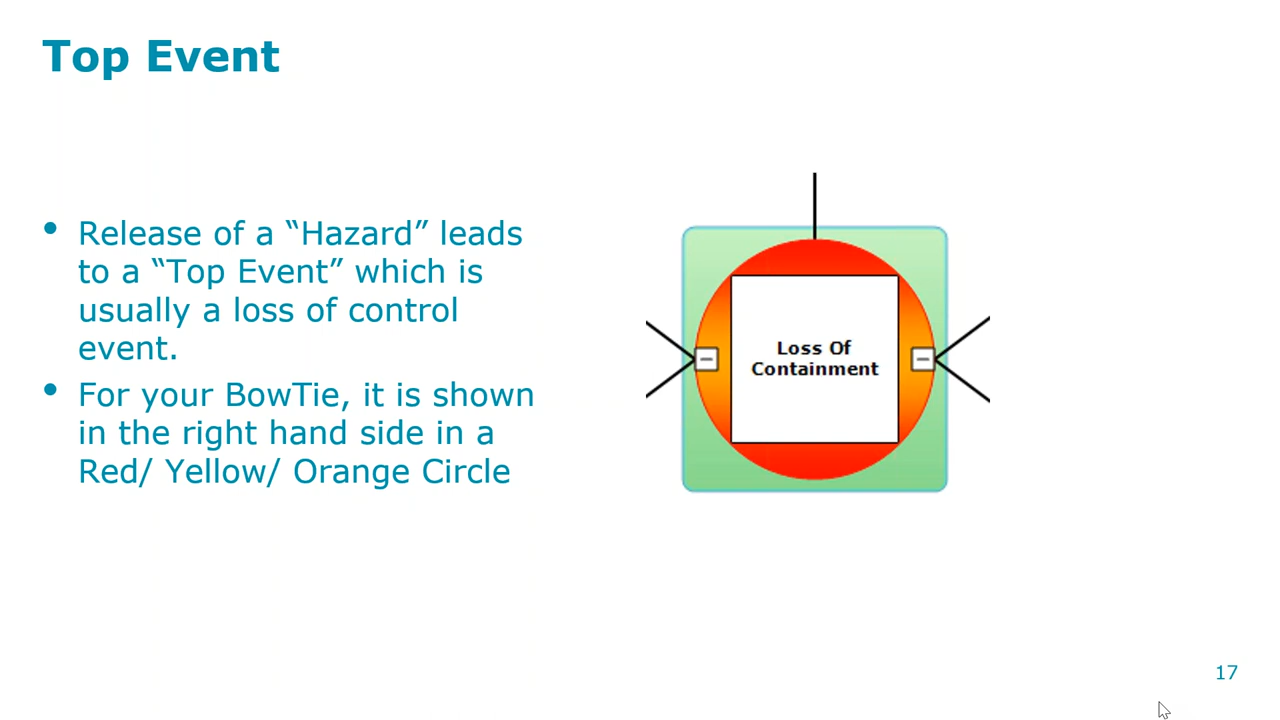 Top Event
• Release of a “Hazard” leads
to a “Top Event” which is
usually a loss of control
event.
• For your BowTie, it is shown
in the right hand side in a
Red/ Yellow/ Orange Circle
Loss Of
Containment
17